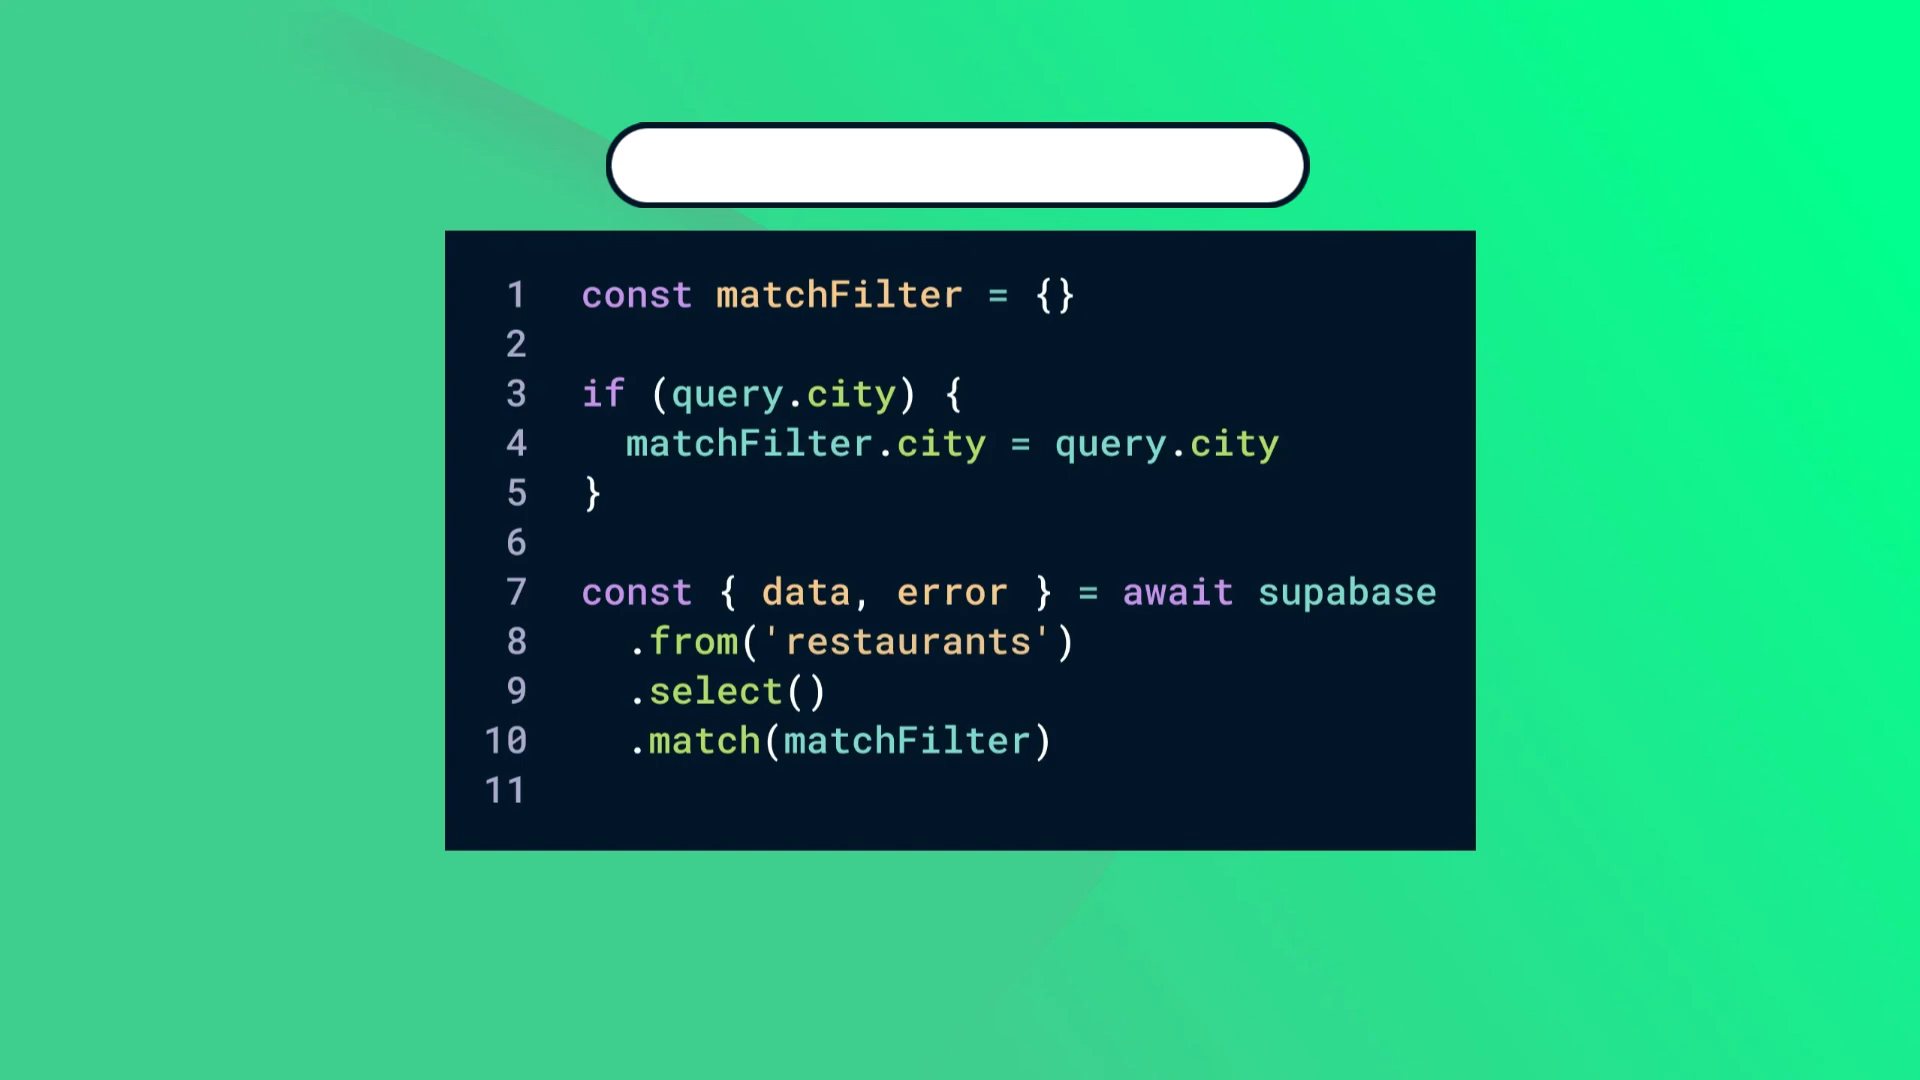 1 const matchFilter = {}
2
3 if (query.city) {
4 matchFilter.city = query.city
5 }
6
7 const { data, error } = await supabase
8 .from('restaurants')
9 .select()
10 .match(matchFilter)
11